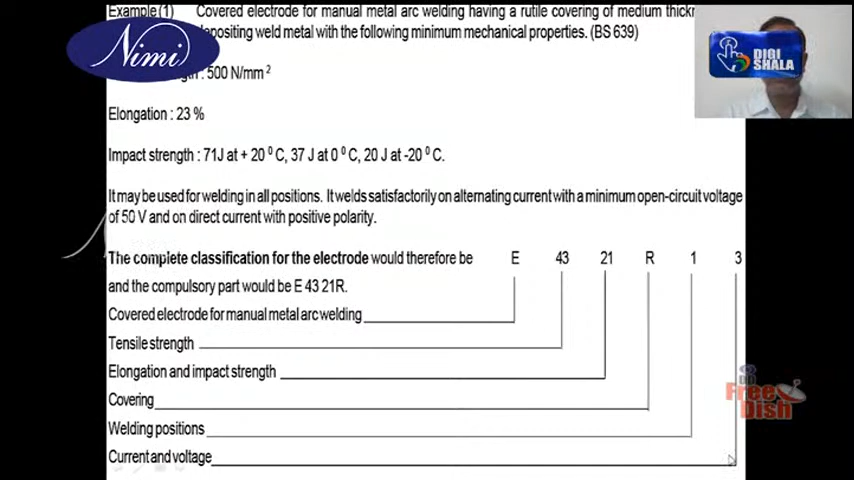 Example (1) Covered electrode for manual metal arc welding having a rutile covering of medium
depositing weld metal with the following minimum mechanical properties. (BS 639)
Nimi
DIGI
SHALA
: 500 N/mm 2
Elongation : 23 %
Impact strength : 71J at + 20 0 C, 37 J at 0 0 C, 20 J at -20 0 C.
It may be used for welding in all positions. It welds satisfactorily on alternating current with a minimum open-circuit voltage
of 50 V and on direct current with positive polarity.
The complete classification for the electrode would therefore be E 43 21 R 1 3
and the compulsory part would be E 43 21R.
Covered electrode for manual metal arc welding
Tensile strength
Elongation and impact strength
Covering
Welding positions
Current and voltage
DD
Free
Dish